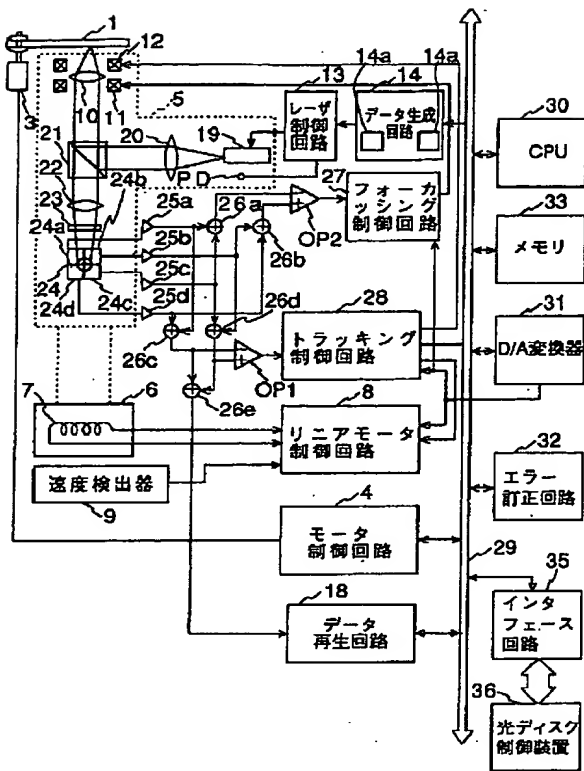 1
12
3
10
11
5
21
22
23
24a
24
24d
24c
24b
20
19
PD
13
レーザ
制御回路
14a
14a
14
データ生成
回路
25a
25b
25c
25d
26a
26b
26c
26d
26e
OP2
OP1
27
フォーカ
ッシング
制御回路
28
トラッキング
制御回路
7
6
8
リニアモータ
制御回路
速度検出器
9
4
モータ
制御回路
18
データ
再生回路
30
CPU
33
メモリ
31
D/A変換器
32
エラー
訂正回路
29
35
インタ
フェース
回路
36
光ディスク
制御装置